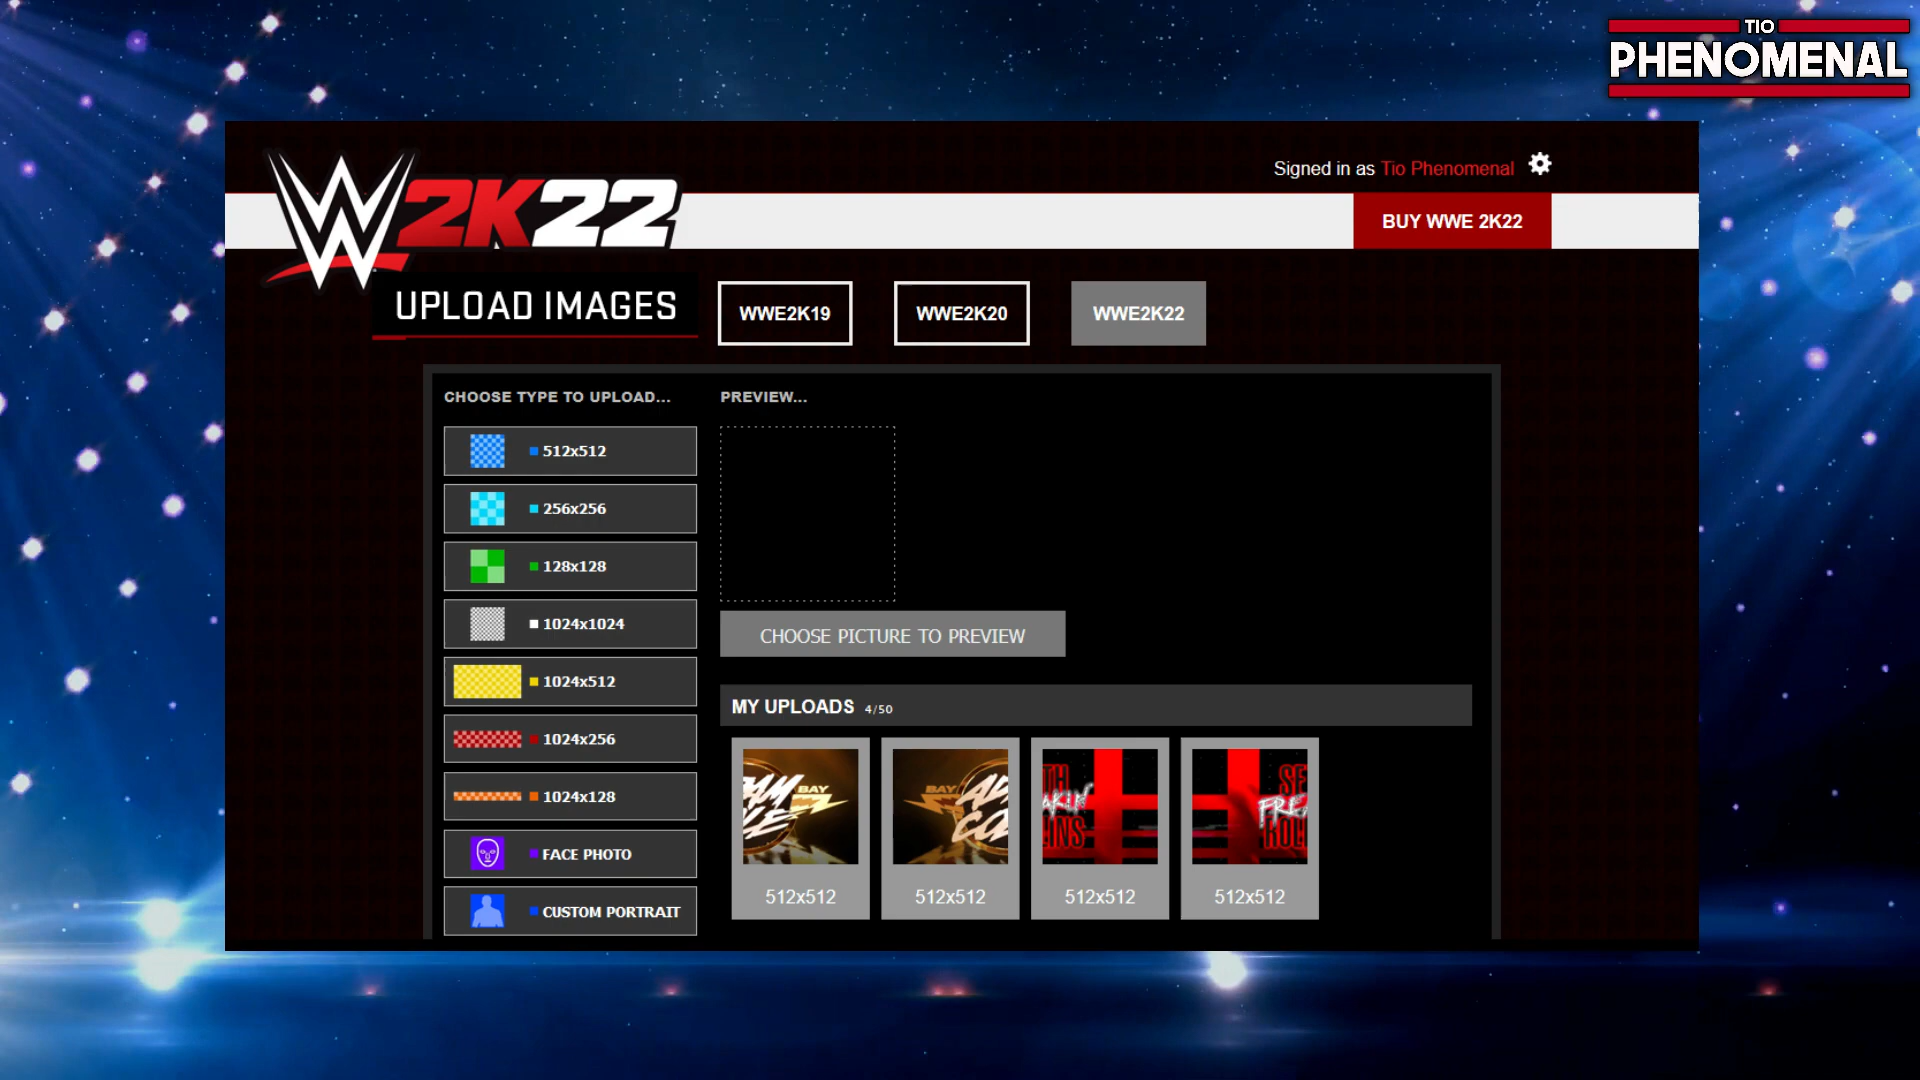 TIO
PHENOMENAL
Signed in as Tio Phenomenal
W 2K22
BUY WWE 2K22
UPLOAD IMAGES
WWE2K19
WWE2K20
WWE2K22
CHOOSE TYPE TO UPLOAD...
512x512
256x256
128x128
1024x1024
1024x512
1024x256
1024x128
FACE PHOTO
CUSTOM PORTRAIT
PREVIEW...
CHOOSE PICTURE TO PREVIEW
MY UPLOADS 4/50
BAY
512x512
BAY
512x512
512x512
512x512